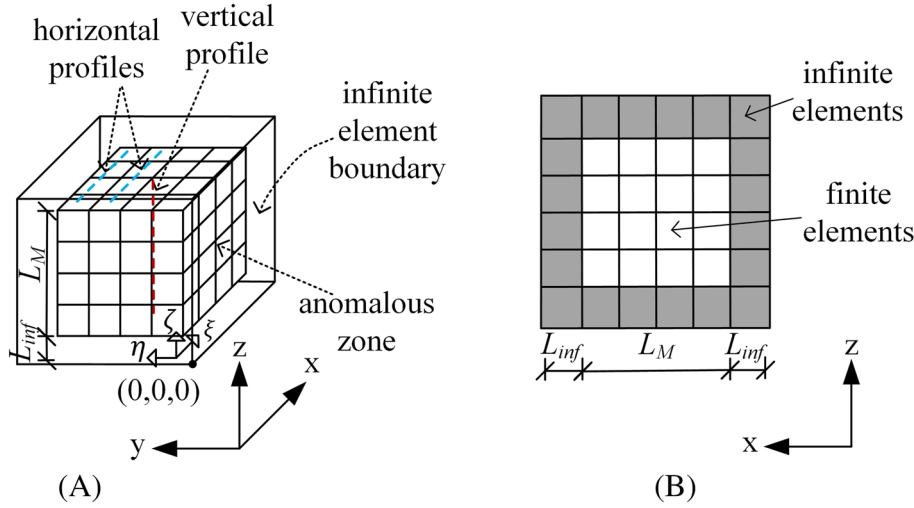 horizontal
profiles
vertical
profile
infinite
element
boundary
L_M
L_inf
ζ
ξ
η
(0,0,0)
anomalous
zone
z
x
y
(A)
infinite
elements
finite
elements
L_inf L_M L_inf
z
x
(B)